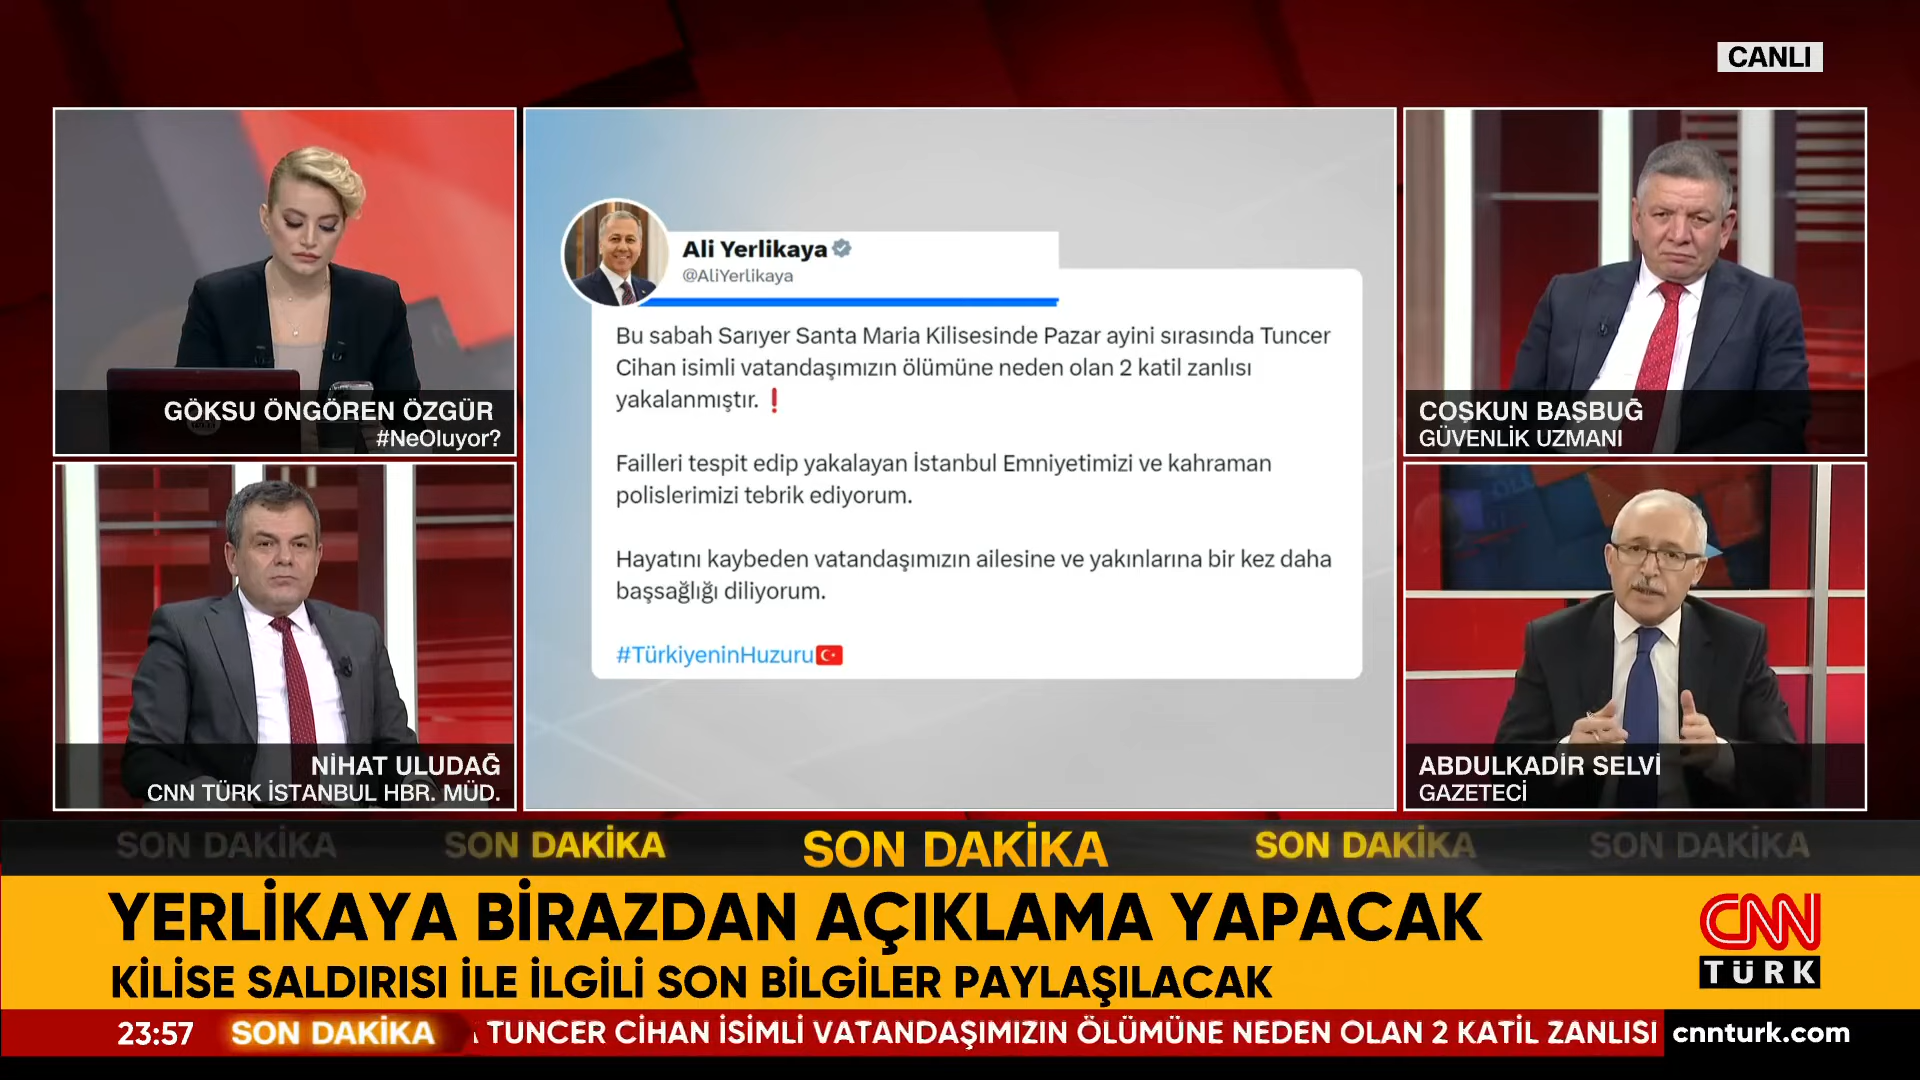 CANLI
GÖKSU ÖNGÖREN ÖZGÜR
#NeOluyor?
NİHAT ULUDAĞ
CNN TÜRK İSTANBUL HBR. MÜD.
Ali Yerlikaya
@AliYerlikaya
Bu sabah Sarıyer Santa Maria Kilisesinde Pazar ayini sırasında Tuncer
Cihan isimli vatandaşımızın ölümüne neden olan 2 katil zanlısı
yakalanmıştır.❗
Failleri tespit edip yakalayan İstanbul Emniyetimizi ve kahraman
polislerimizi tebrik ediyorum.
Hayatını kaybeden vatandaşımızın ailesine ve yakınlarına bir kez daha
başsağlığı diliyorum.
#TürkiyeninHuzuru🇹🇷
COŞKUN BAŞBUĞ
GÜVENLİK UZMANI
ABDULKADİR SELVİ
GAZETECİ
SON DAKİKA SON DAKİKA SON DAKİKA SON DAKİKA SON DAKİKA
YERLİKAYA BİRAZDAN AÇIKLAMA YAPACAK
KİLİSE SALDIRISI İLE İLGİLİ SON BİLGİLER PAYLAŞILACAK
CNN
TÜRK
23:57 SON DAKİKA TUNCER CİHAN İSİMLİ VATANDAŞIMIZIN ÖLÜMÜNE NEDEN OLAN 2 KATİL ZANLISI cnnturk.com